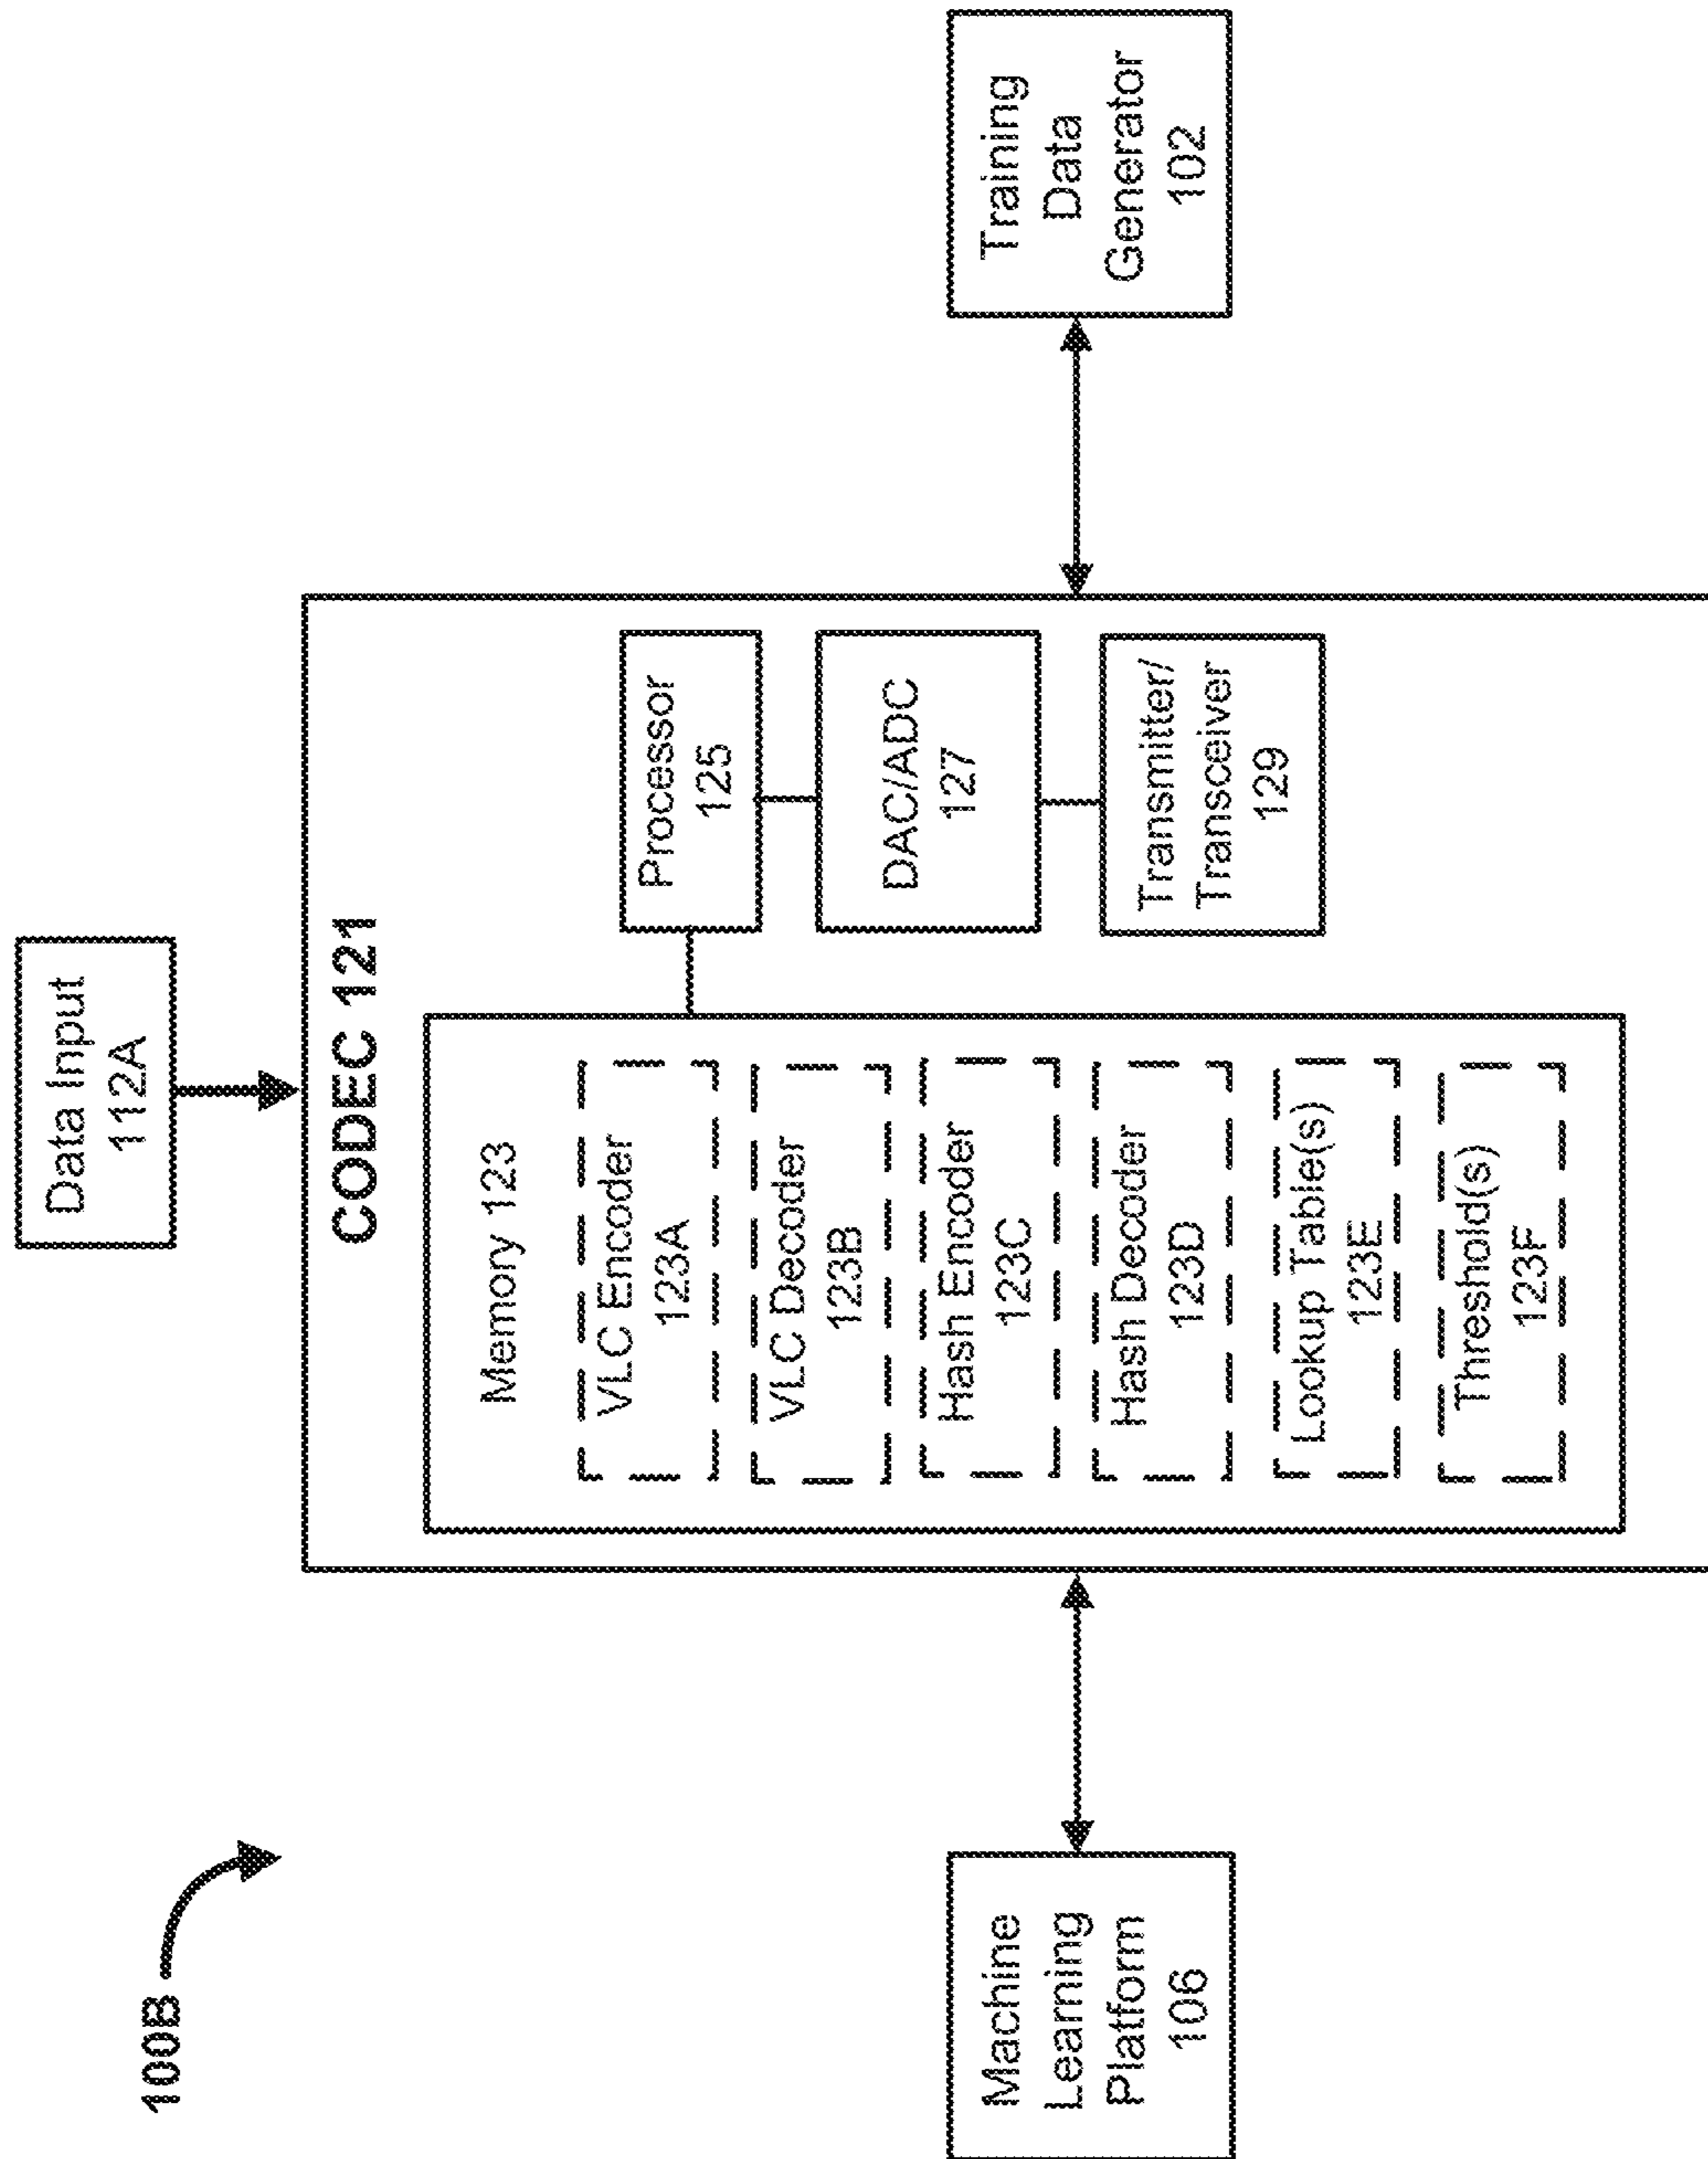 100B
Data Input
112A
CODEC 121
Memory 123
VLC Encoder
123A
VLC Decoder
123B
Hash Encoder
123C
Hash Decoder
123D
Lookup Table(s)
123E
Threshold(s)
123F
Processor
125
DAC/ADC
127
Transmitter/
Transceiver
129
Machine
Learning
Platform
106
Training
Data
Generator
102